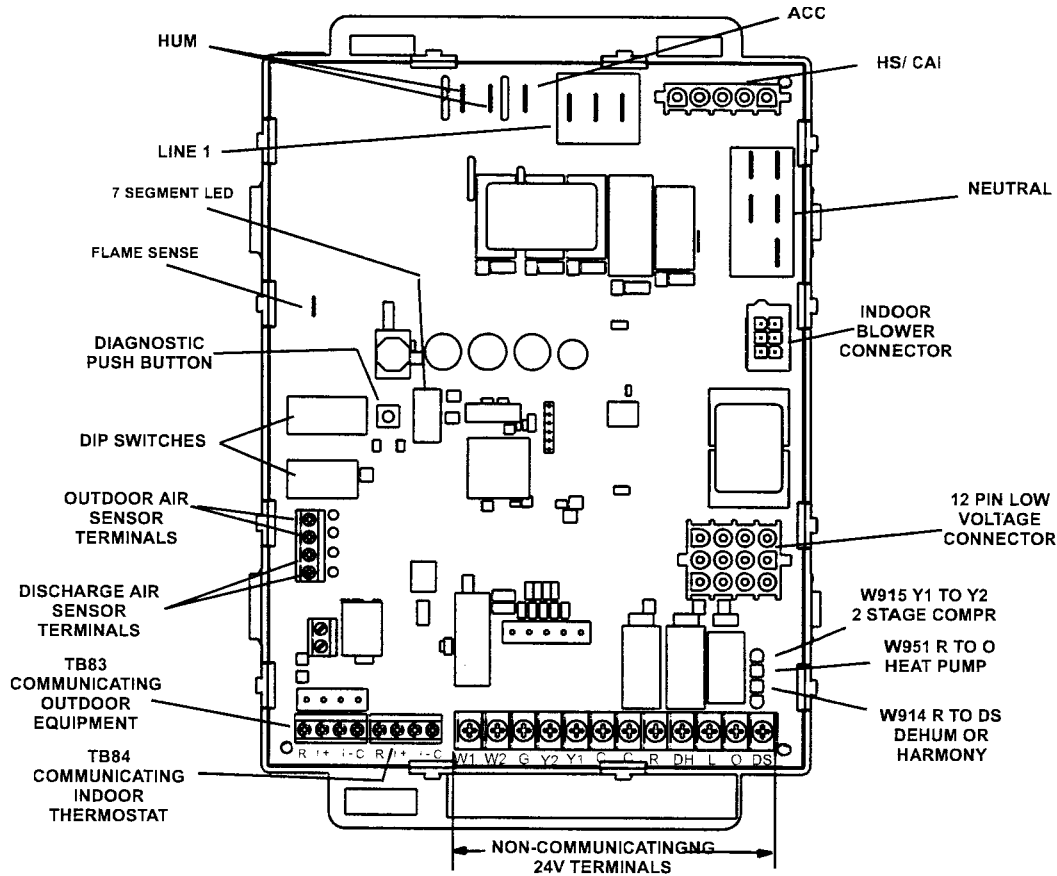 ACC
HUM
HS/ CAI
LINE 1
7 SEGMENT LED
NEUTRAL
FLAME SENSE
INDOOR
BLOWER
CONNECTOR
DIAGNOSTIC
PUSH BUTTON
DIP SWITCHES
OUTDOOR AIR
SENSOR
TERMINALS
12 PIN LOW
VOLTAGE
CONNECTOR
DISCHARGE AIR
SENSOR
TERMINALS
W915 Y1 TO Y2
2 STAGE COMPR
W951 R TO O
HEAT PUMP
TB83
COMMUNICATING
OUTDOOR
EQUIPMENT
W914 R TO DS
DEHUM OR
HARMONY
R i+ i- C R i+ i- C W1 W2 G Y2 Y1 C C R DH L O DS
TB84
COMMUNICATING
INDOOR
THERMOSTAT
NON-COMMUNICATINGNG
24V TERMINALS